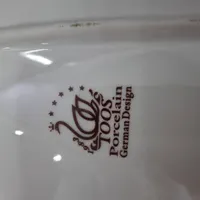 TOOS
Porcelain
German Design